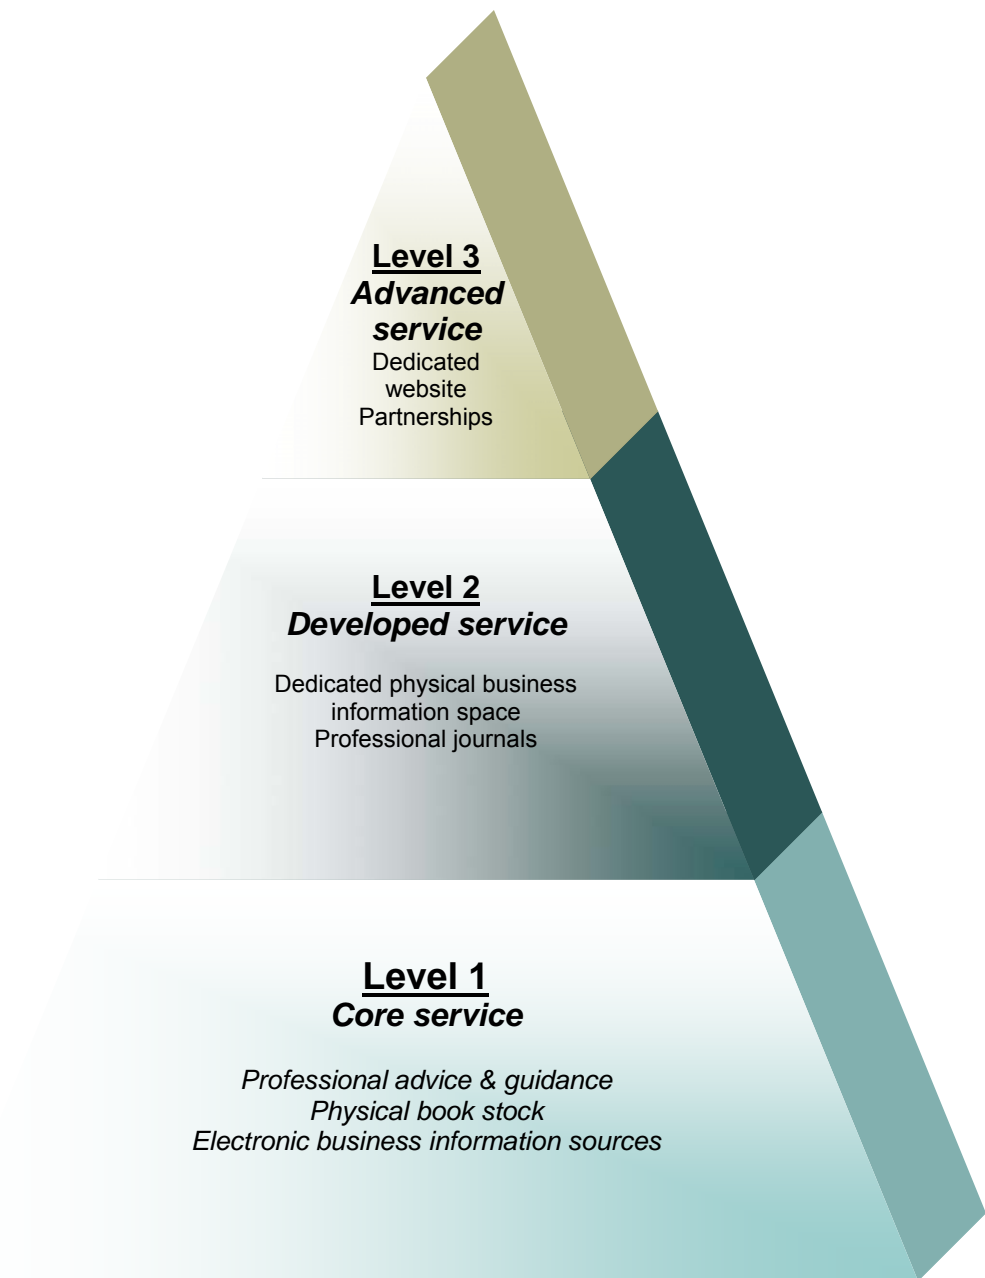 Level 3
Advanced
service
Dedicated
website
Partnerships
Level 2
Developed service
Dedicated physical business
information space
Professional journals
Level 1
Core service
Professional advice & guidance
Physical book stock
Electronic business information sources